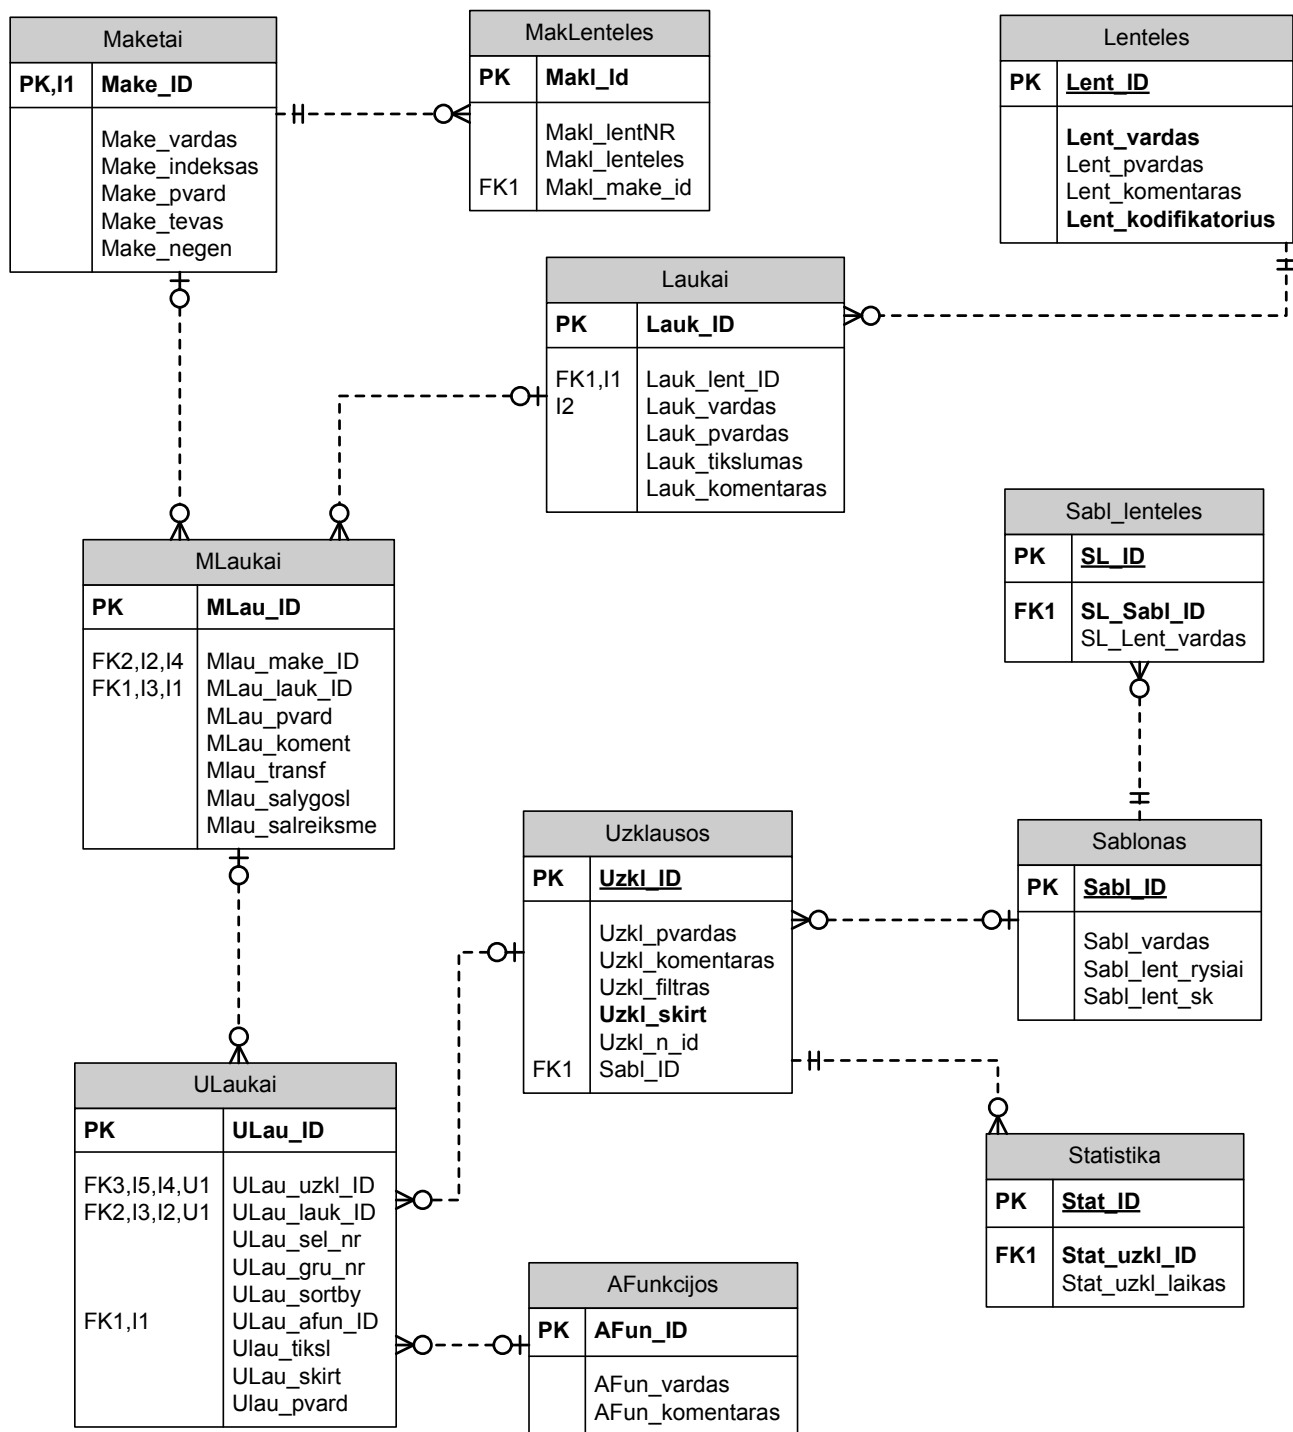 Maketai
PK,I1 Make_ID
Make_vardas
Make_indeksas
Make_pvard
Make_tevas
Make_negen
MakLenteles
PK Makl_Id
Makl_lentNR
Makl_lenteles
FK1 Makl_make_id
Lenteles
PK Lent_ID
Lent_vardas
Lent_pvardas
Lent_komentaras
Lent_kodifikatorius
Laukai
PK Lauk_ID
FK1,I1 Lauk_lent_ID
I2 Lauk_vardas
Lauk_pvardas
Lauk_tikslumas
Lauk_komentaras
Sabl_lenteles
PK SL_ID
FK1 SL_Sabl_ID
SL_Lent_vardas
MLaukai
PK MLau_ID
FK2,I2,I4 Mlau_make_ID
FK1,I3,I1 MLau_lauk_ID
MLau_pvard
MLau_koment
Mlau_transf
Mlau_salygosl
Mlau_salreiksme
Uzklausos
PK Uzkl_ID
Uzkl_pvardas
Uzkl_komentaras
Uzkl_filtras
Uzkl_skirt
Uzkl_n_id
FK1 Sabl_ID
Sablonas
PK Sabl_ID
Sabl_vardas
Sabl_lent_rysiai
Sabl_lent_sk
ULaukai
PK ULau_ID
FK3,I5,I4,U1 ULau_uzkl_ID
FK2,I3,I2,U1 ULau_lauk_ID
ULau_sel_nr
ULau_gru_nr
ULau_sortby
FK1,I1 ULau_afun_ID
Ulau_tiksl
ULau_skirt
Ulau_pvard
Statistika
PK Stat_ID
FK1 Stat_uzkl_ID
Stat_uzkl_laikas
AFunkcijos
PK AFun_ID
AFun_vardas
AFun_komentaras